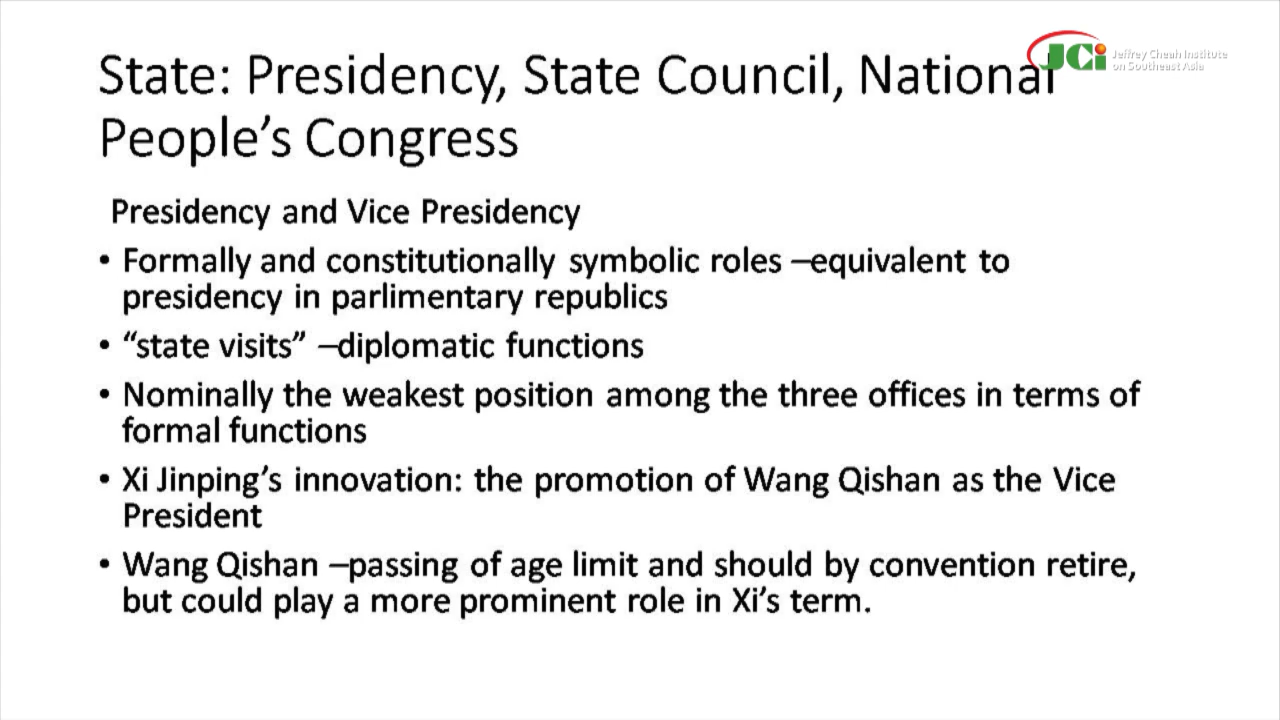 State: Presidency, State Council, National
People’s Congress
JCi
Jeffrey Cheah Institute
on Southeast Asia
Presidency and Vice Presidency
• Formally and constitutionally symbolic roles –equivalent to
presidency in parlimentary republics
• “state visits” –diplomatic functions
• Nominally the weakest position among the three offices in terms of
formal functions
• Xi Jinping’s innovation: the promotion of Wang Qishan as the Vice
President
• Wang Qishan –passing of age limit and should by convention retire,
but could play a more prominent role in Xi’s term.